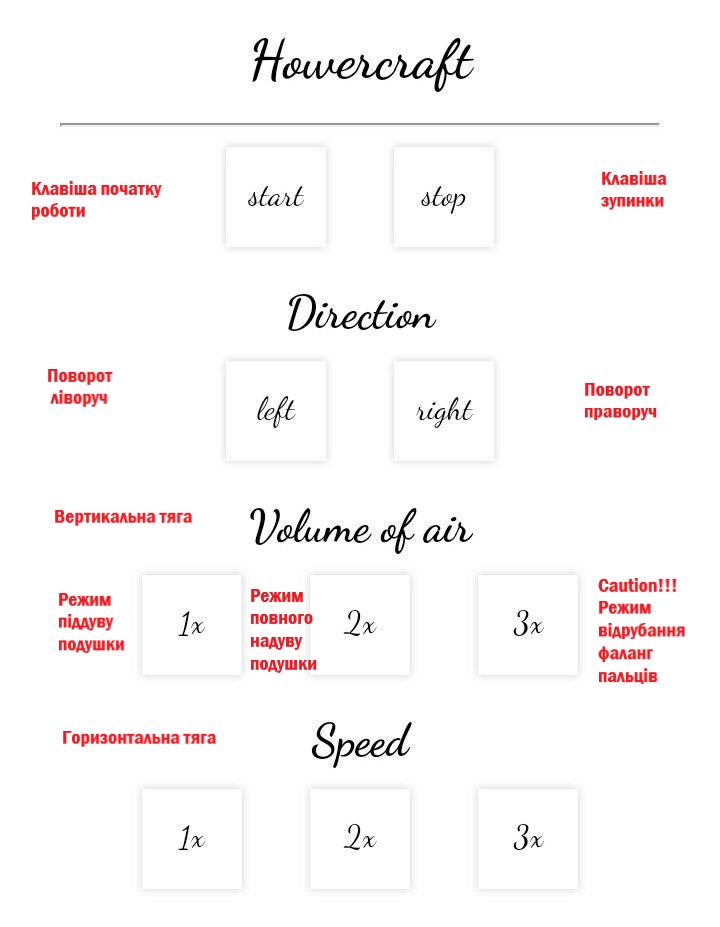 Howercraft
Клавіша початку
роботи
start
stop
Клавіша
зупинки
Direction
Поворот
ліворуч
left
right
Поворот
праворуч
Вертикальна тяга
Volume of air
Режим
піддуву
подушки
1x
Режим
повного
надуву
подушки
2x
3x
Caution!!!
Режим
відрубання
фаланг
пальців
Горизонтальна тяга
Speed
1x
2x
3x